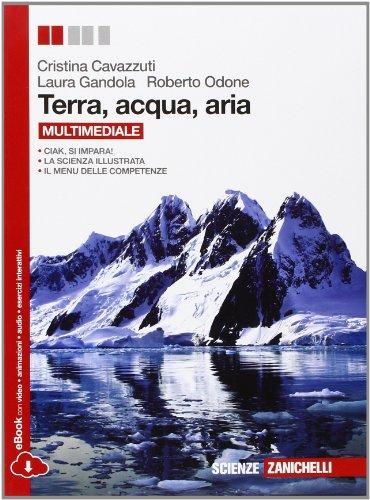 Cristina Cavazzuti
Laura Gandola Roberto Odone
Terra, acqua, aria
MULTIMEDIALE
• CIAK, SI IMPARA!
• LA SCIENZA ILLUSTRATA
• IL MENU DELLE COMPETENZE
eBook con video • animazioni • audio • esercizi interattivi
SCIENZE ZANICHELLI